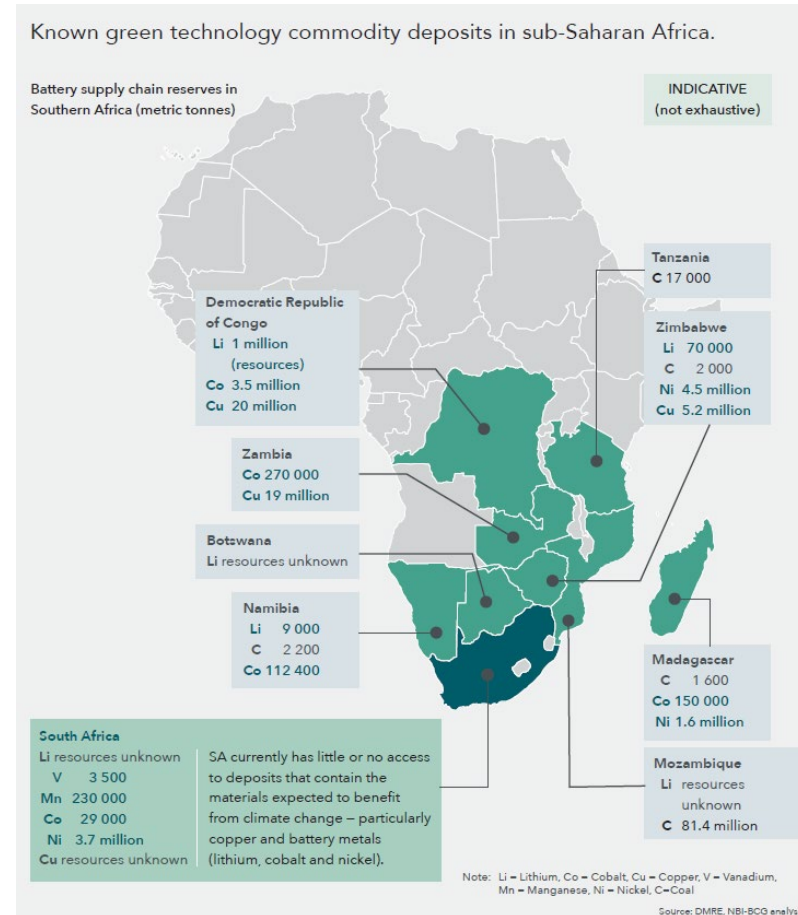 Known green technology commodity deposits in sub-Saharan Africa.
Battery supply chain reserves in
Southern Africa (metric tonnes)
INDICATIVE
(not exhaustive)
Tanzania
C 17 000
Democratic Republic
of Congo
Li 1 million
(resources)
Co 3.5 million
Cu 20 million
Zimbabwe
Li 70 000
C 2 000
Ni 4.5 million
Cu 5.2 million
Zambia
Co 270 000
Cu 19 million
Botswana
Li resources unknown
Namibia
Li 9 000
C 2 200
Co 112 400
Madagascar
C 1 600
Co 150 000
Ni 1.6 million
Mozambique
Li resources
unknown
C 81.4 million
South Africa
Li resources unknown
V 3 500
Mn 230 000
Co 29 000
Ni 3.7 million
Cu resources unknown
SA currently has little or no access
to deposits that contain the
materials expected to benefit
from climate change – particularly
copper and battery metals
(lithium, cobalt and nickel).
Note: Li – Lithium, Co – Cobalt, Cu – Copper, V – Vanadium,
Mn – Manganese, Ni – Nickel, C–Coal
Source: DMRE, NBI-BCG